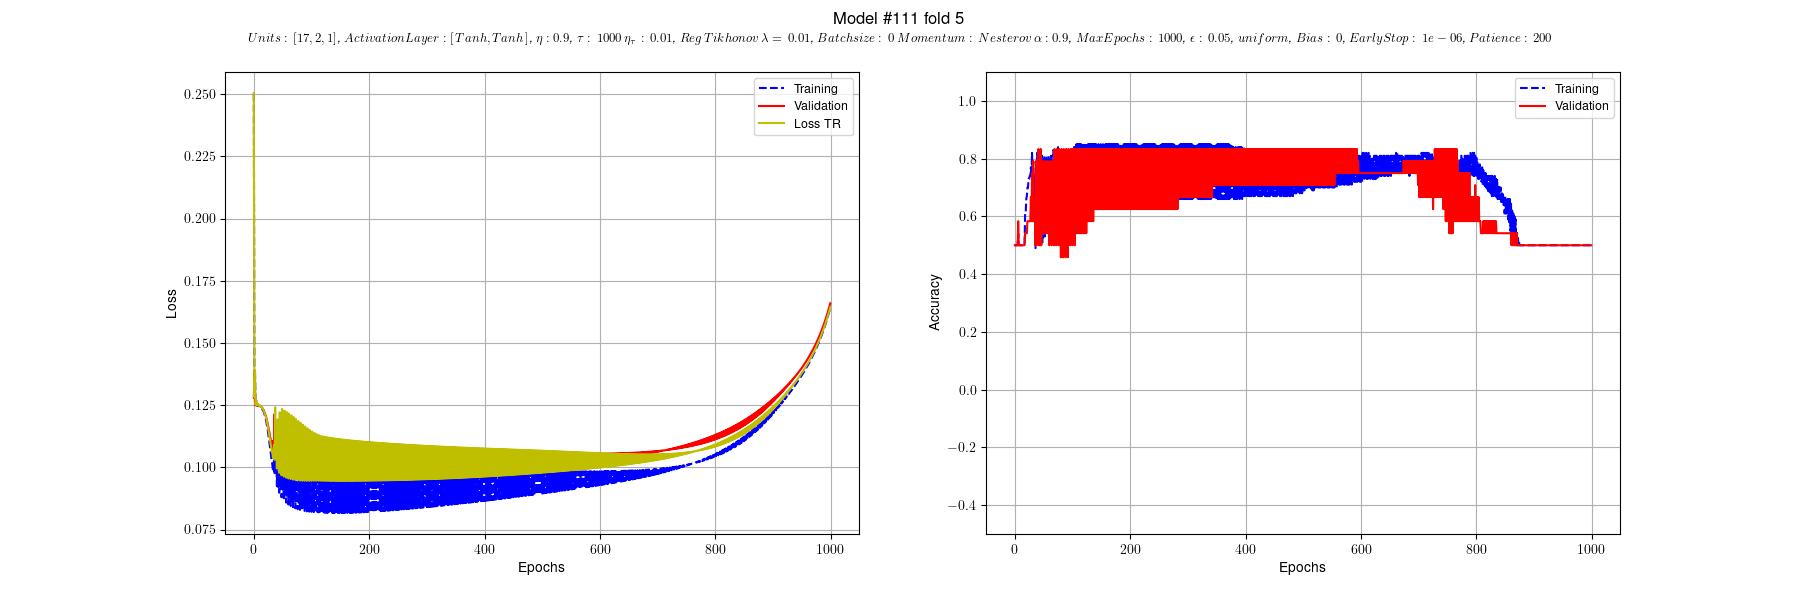 Model #111 fold 5
Units : [17, 2, 1], ActivationLayer : [Tanh, Tanh], η : 0.9, τ : 1000 η_τ : 0.01, Reg Tikhonov λ = 0.01, Batchsize : 0 Momentum : Nesterov α : 0.9, MaxEpochs : 1000, ϵ : 0.05, uniform, Bias : 0, EarlyStop : 1e − 06, Patience : 200
0.250
0.225
0.200
0.175
0.150
0.125
0.100
0.075
Loss
0 200 400 600 800 1000
Epochs
Training
Validation
Loss TR
1.0
0.8
0.6
0.4
0.2
0.0
−0.2
−0.4
Accuracy
0 200 400 600 800 1000
Epochs
Training
Validation